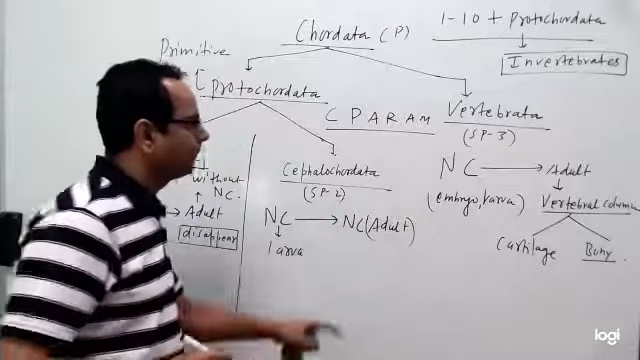 Chordata (P)
1-10 + Protochordata
Invertebrates
Primitive
Protochordata
C PARAM
Vertebrata
(SP-3)
without
NC.
Adult
disappear
Cephalochordata
(SP-2)
NC → NC(Adult)
larva
NC → Adult
(embryo, larva)
Vertebral column
Cartilage
Bony
logi